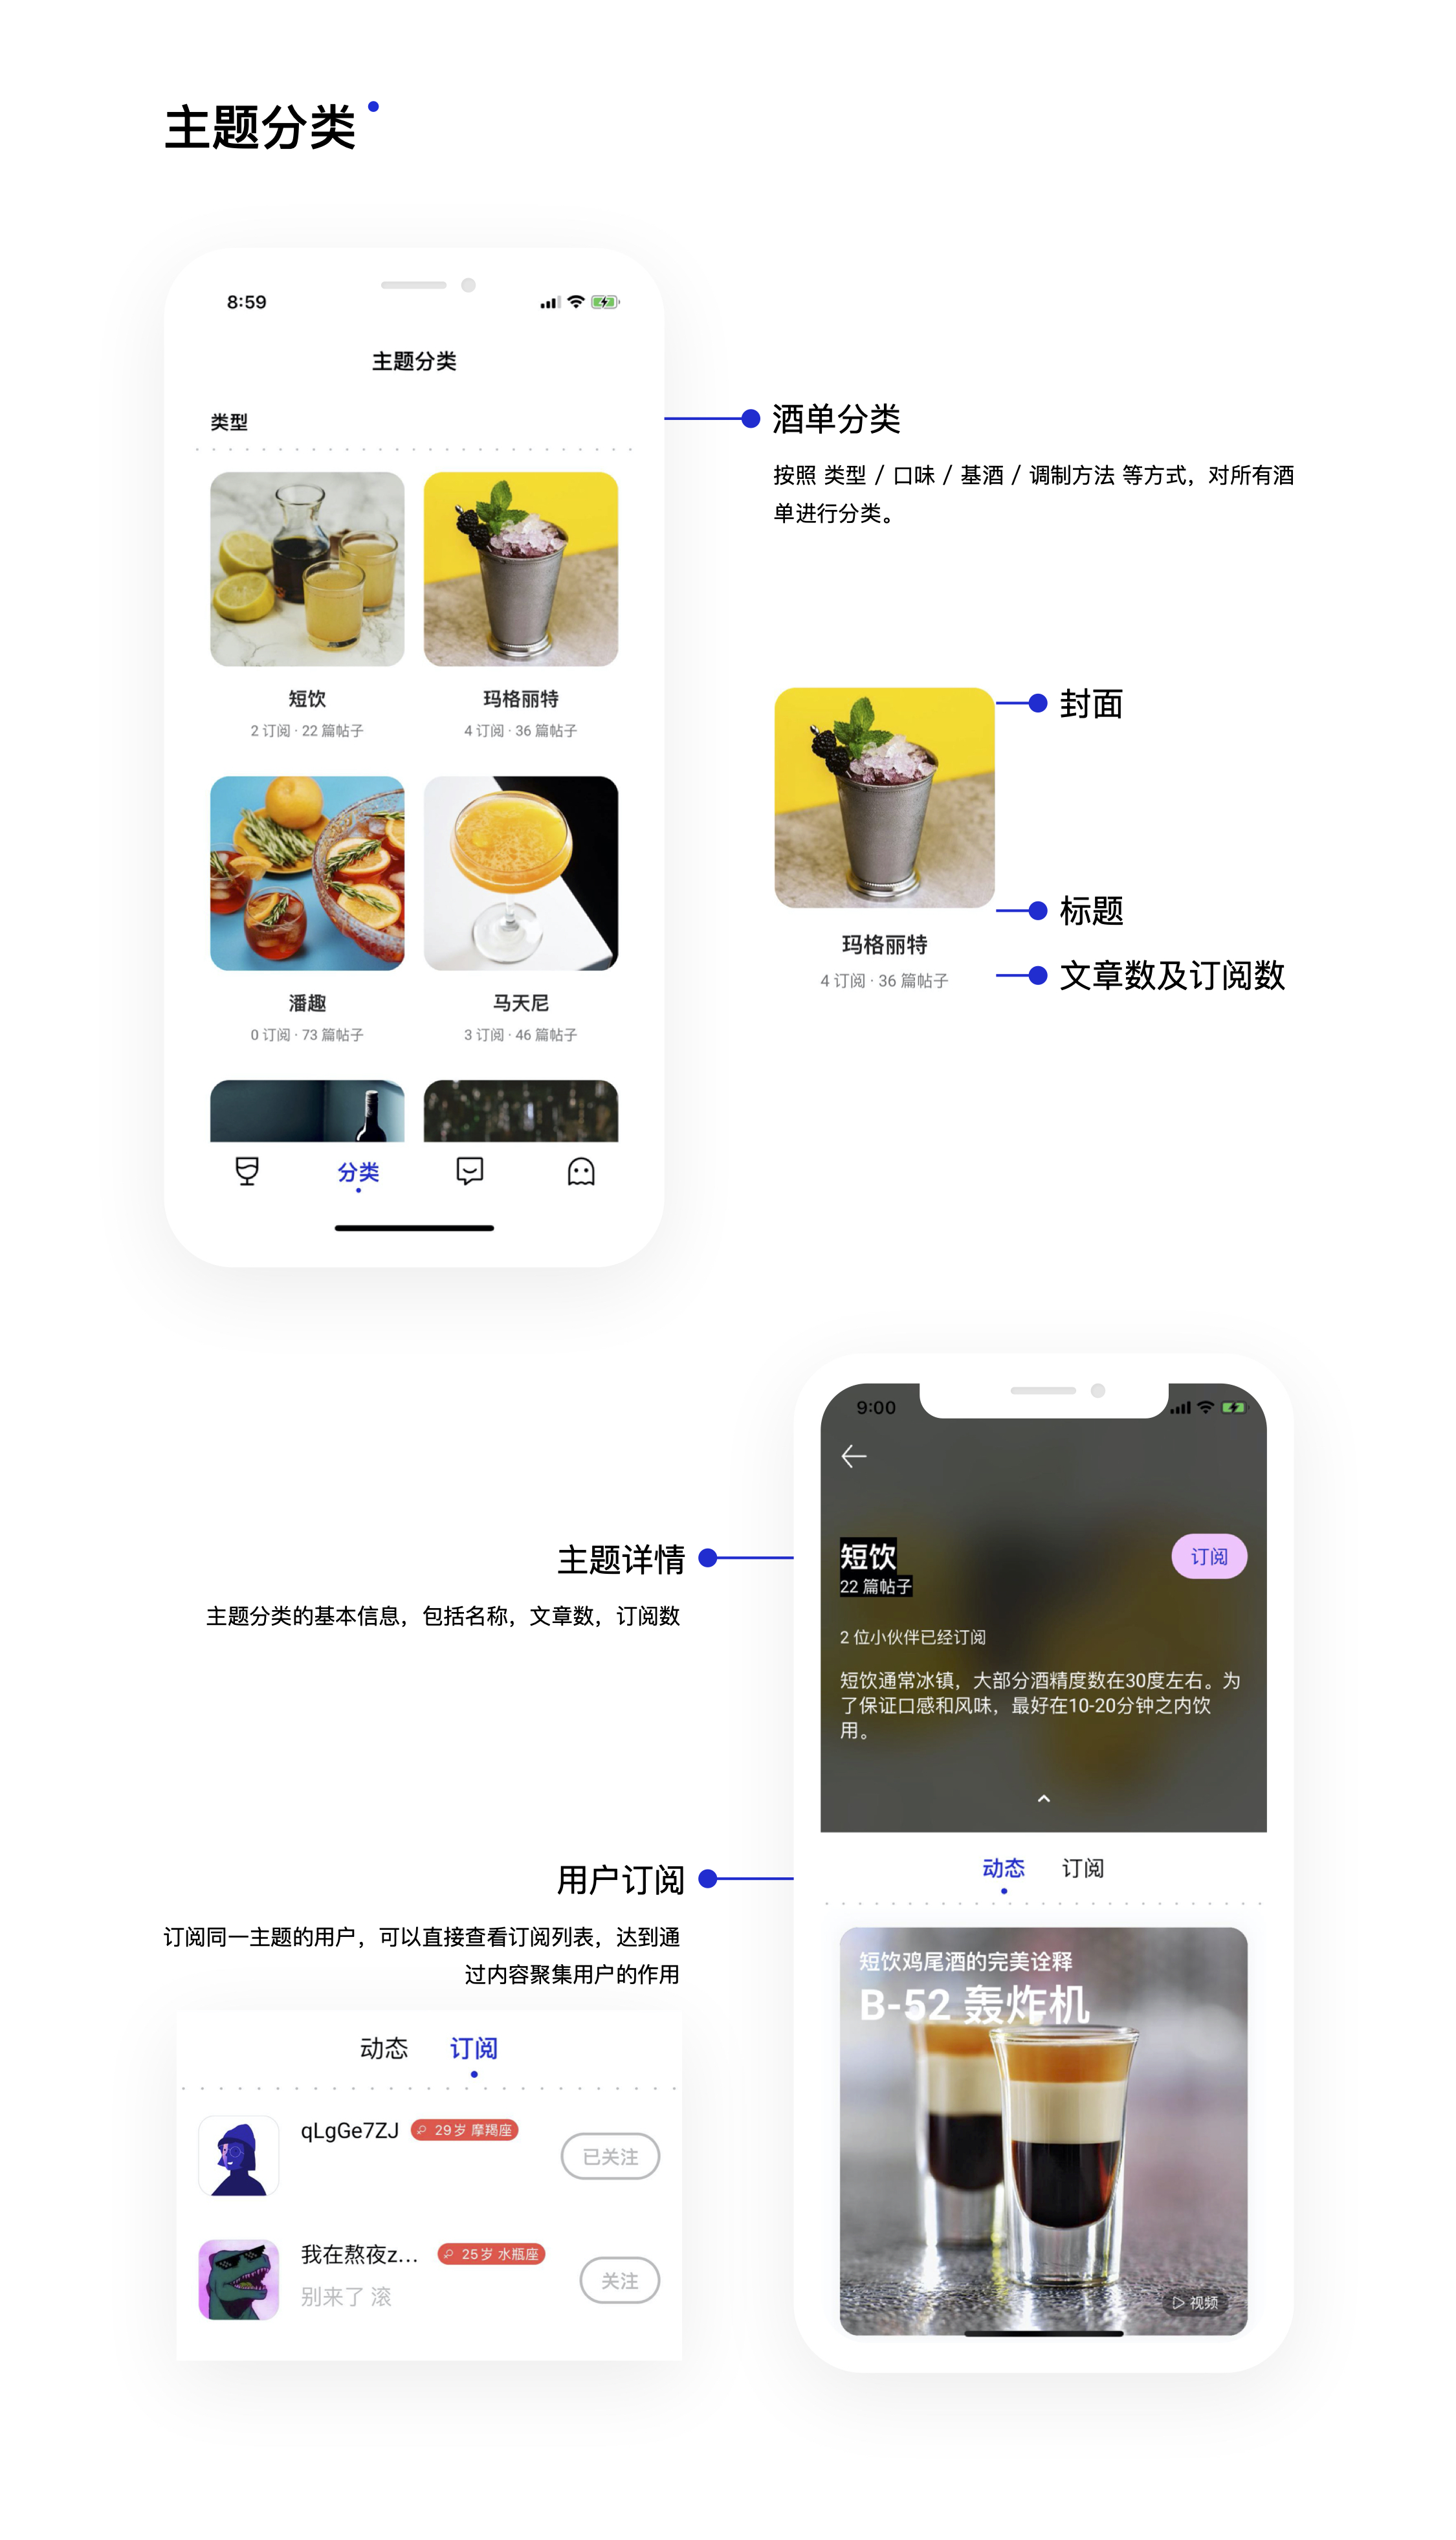 主题分类
8:59
主题分类
类型
短饮
2 订阅 · 22 篇帖子
玛格丽特
4 订阅 · 36 篇帖子
潘趣
0 订阅 · 73 篇帖子
马天尼
3 订阅 · 46 篇帖子
分类
酒单分类
按照 类型 / 口味 / 基酒 / 调制方法 等方式，对所有酒
单进行分类。
封面
标题
玛格丽特
文章数及订阅数
4 订阅 · 36 篇帖子
主题详情
主题分类的基本信息，包括名称，文章数，订阅数
用户订阅
订阅同一主题的用户，可以直接查看订阅列表，达到通
过内容聚集用户的作用
动态 订阅
qLgGe7ZJ 29岁 摩羯座
已关注
我在熬夜z... 25岁 水瓶座
别来了 滚
关注
9:00
短饮
22 篇帖子
订阅
2 位小伙伴已经订阅
短饮通常冰镇，大部分酒精度数在30度左右。为
了保证口感和风味，最好在10-20分钟之内饮
用。
动态 订阅
短饮鸡尾酒的完美诠释
B-52 轰炸机
视频